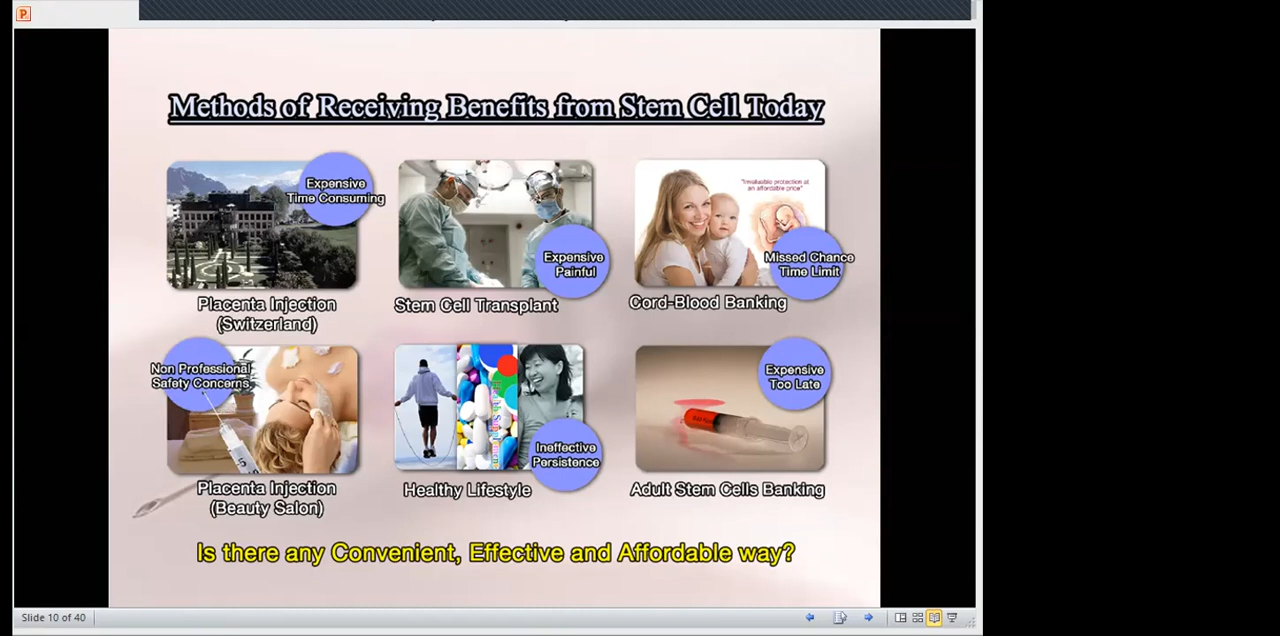 Methods of Receiving Benefits from Stem Cell Today
Expensive
Time Consuming
Placenta Injection
(Switzerland)
Expensive
Painful
Stem Cell Transplant
"Invaluable protection at
an affordable price"
Missed Chance
Time Limit
Cord-Blood Banking
Non Professional
Safety Concerns
Placenta Injection
(Beauty Salon)
Ineffective
Persistence
Healthy Lifestyle
Expensive
Too Late
Adult Stem Cells Banking
Is there any Convenient, Effective and Affordable way?
Slide 10 of 40